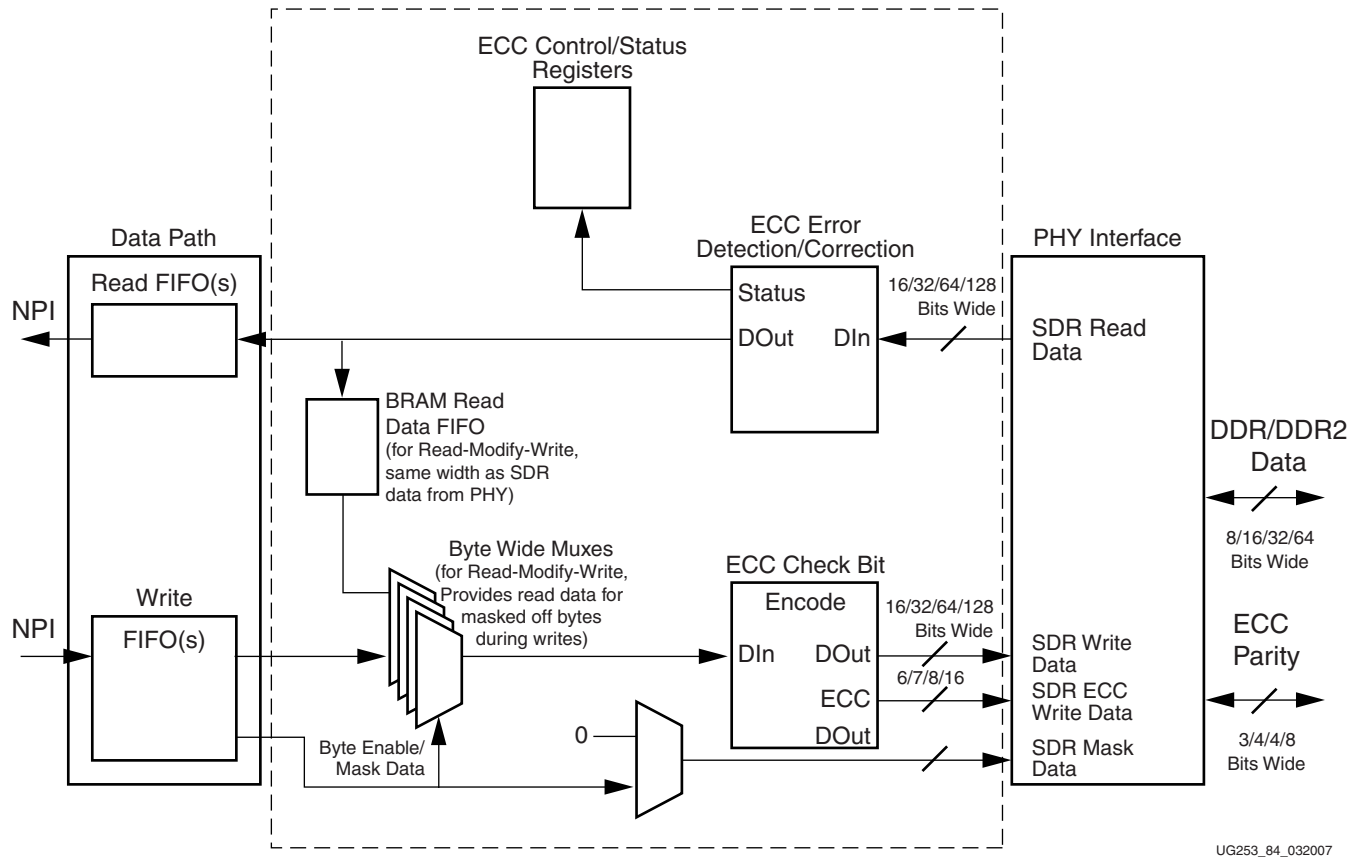 ECC Control/Status
Registers
ECC Error
Detection/Correction
Data Path
PHY Interface
Read FIFO(s)
Status
16/32/64/128
Bits Wide
NPI
DOut
DIn
SDR Read
Data
BRAM Read
Data FIFO
(for Read-Modify-Write,
same width as SDR
data from PHY)
DDR/DDR2
Data
8/16/32/64
Bits Wide
Byte Wide Muxes
(for Read-Modify-Write,
Provides read data for
masked off bytes
during writes)
ECC Check Bit
Encode
16/32/64/128
Bits Wide
Write
FIFO(s)
NPI
DIn
DOut
SDR Write
Data
ECC
Parity
6/7/8/16
ECC
DOut
SDR ECC
Write Data
3/4/4/8
Bits Wide
0
Byte Enable/
Mask Data
SDR Mask
Data
UG253_84_032007